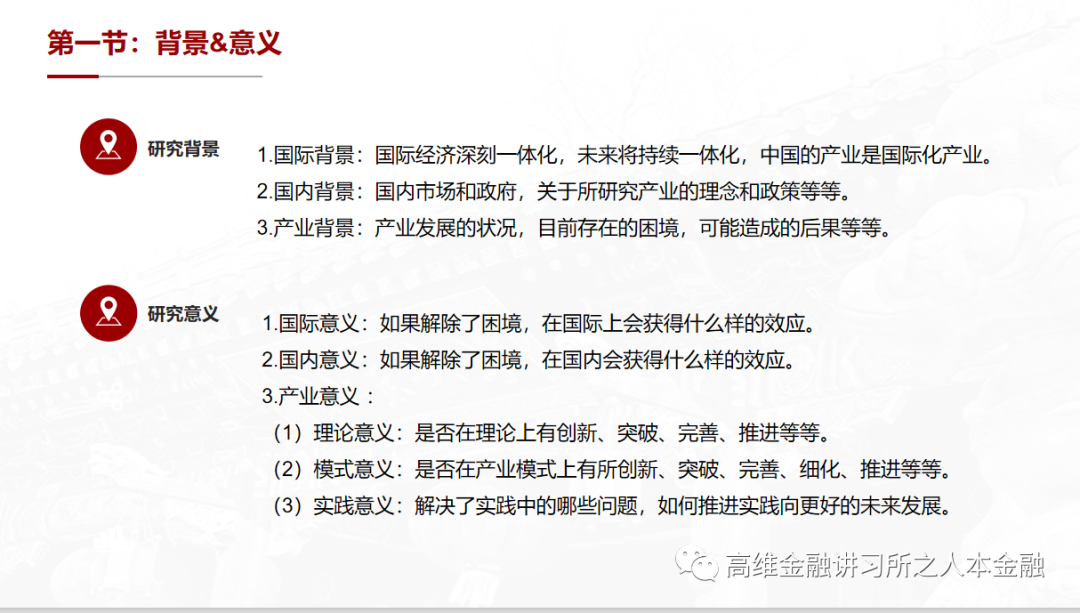 第一节：背景&意义
研究背景
1.国际背景：国际经济深刻一体化，未来将持续一体化，中国的产业是国际化产业。
2.国内背景：国内市场和政府，关于所研究产业的理念和政策等等。
3.产业背景：产业发展的状况，目前存在的困境，可能造成的后果等等。
研究意义
1.国际意义：如果解除了困境，在国际上会获得什么样的效应。
2.国内意义：如果解除了困境，在国内会获得什么样的效应。
3.产业意义：
（1）理论意义：是否在理论上有创新、突破、完善、推进等等。
（2）模式意义：是否在产业模式上有所创新、突破、完善、细化、推进等等。
（3）实践意义：解决了实践中的哪些问题，如何推进实践向更好的未来发展。
高维金融讲习所之人本金融